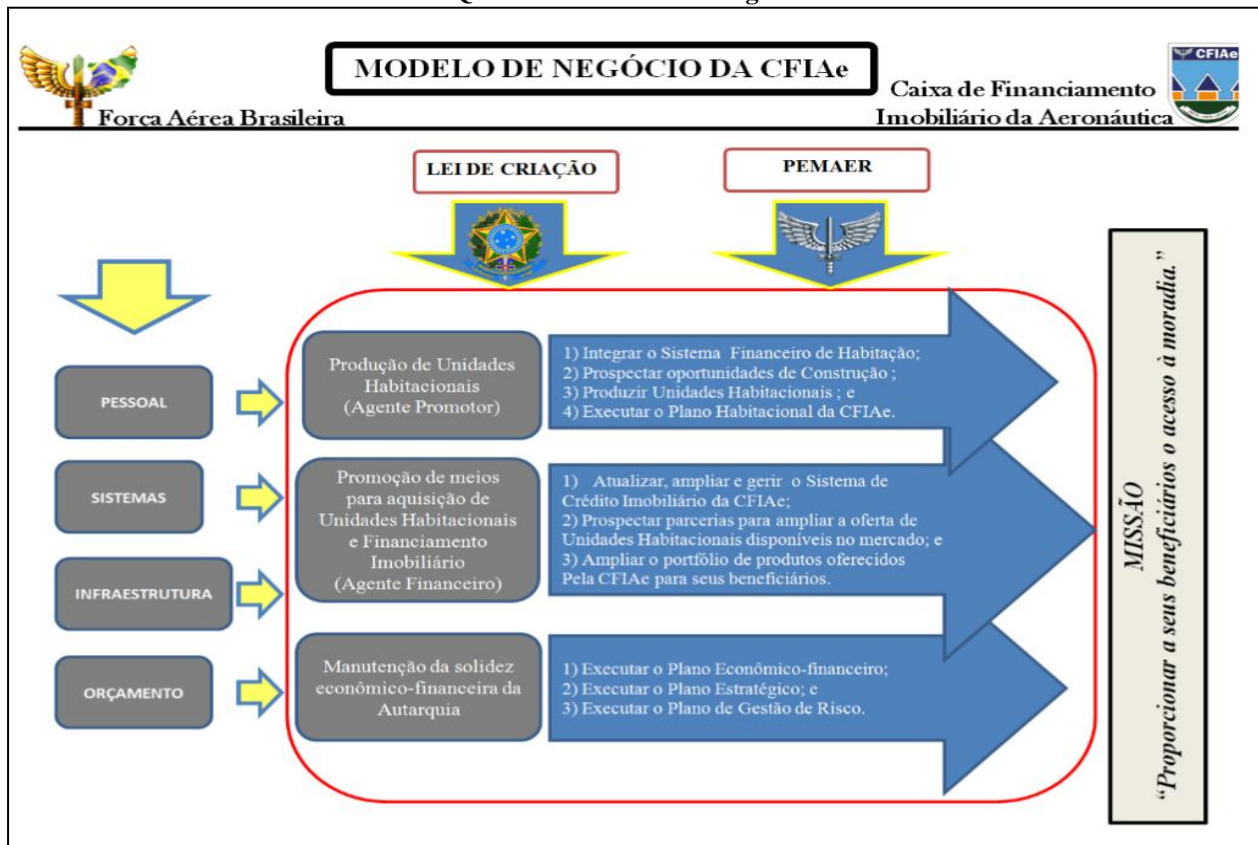 MODELO DE NEGÓCIO DA CFIAe
Força Aérea Brasileira
Caixa de Financiamento
Imobiliário da Aeronáutica
CFIAe
LEI DE CRIAÇÃO
PEMAER
PESSOAL
SISTEMAS
INFRAESTRUTURA
ORÇAMENTO
Produção de Unidades
Habitacionais
(Agente Promotor)
1) Integrar o Sistema Financeiro de Habitação;
2) Prospectar oportunidades de Construção ;
3) Produzir Unidades Habitacionais ; e
4) Executar o Plano Habitacional da CFIAe.
Promoção de meios
para aquisição de
Unidades Habitacionais
e Financiamento
Imobiliário
(Agente Financeiro)
1) Atualizar, ampliar e gerir o Sistema de
Crédito Imobiliário da CFIAe;
2) Prospectar parcerias para ampliar a oferta de
Unidades Habitacionais disponíveis no mercado; e
3) Ampliar o portfólio de produtos oferecidos
Pela CFIAe para seus beneficiários.
Manutenção da solidez
econômico-financeira da
Autarquia
1) Executar o Plano Econômico-financeiro;
2) Executar o Plano Estratégico; e
3) Executar o Plano de Gestão de Risco.
MISSÃO
“Proporcionar a seus beneficiários o acesso à moradia.”